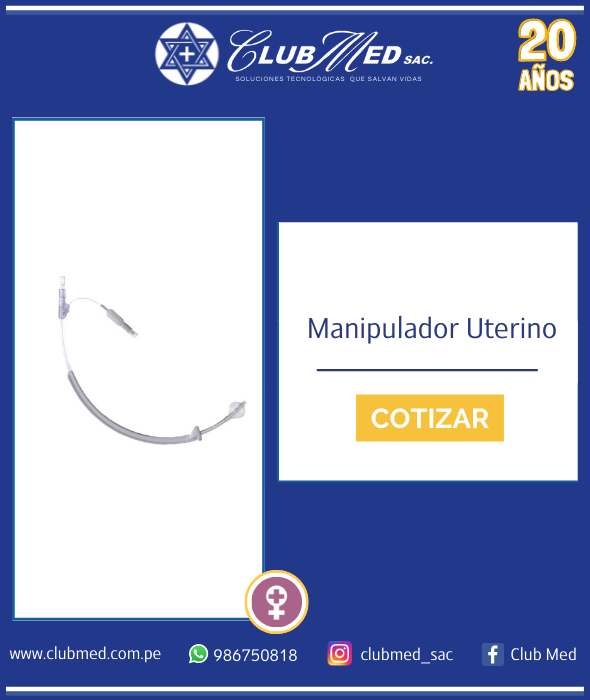 CLUB MED SAC.
SOLUCIONES TECNOLÓGICAS QUE SALVAN VIDAS
20
AÑOS
Manipulador Uterino
COTIZAR
www.clubmed.com.pe
986750818
clubmed_sac
Club Med